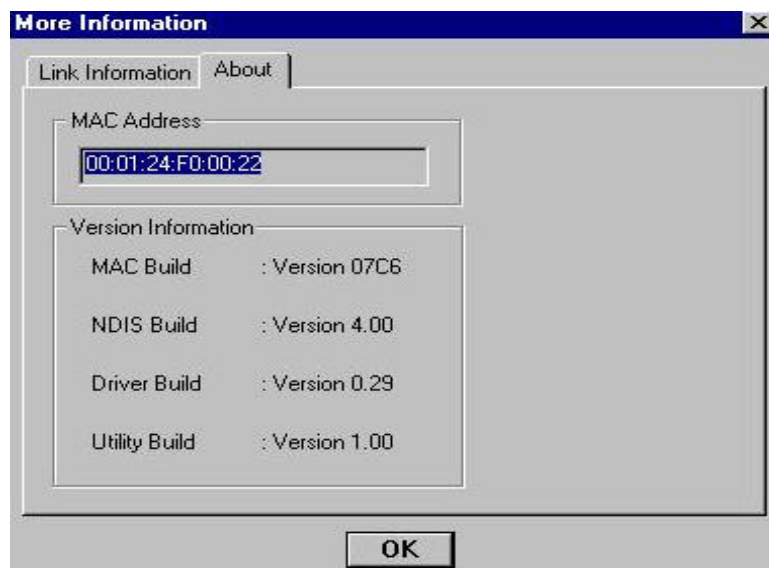 More Information
Link Information About
MAC Address
00:01:24:F0:00:22
Version Information
MAC Build : Version 07C6
NDIS Build : Version 4.00
Driver Build : Version 0.29
Utility Build : Version 1.00
OK